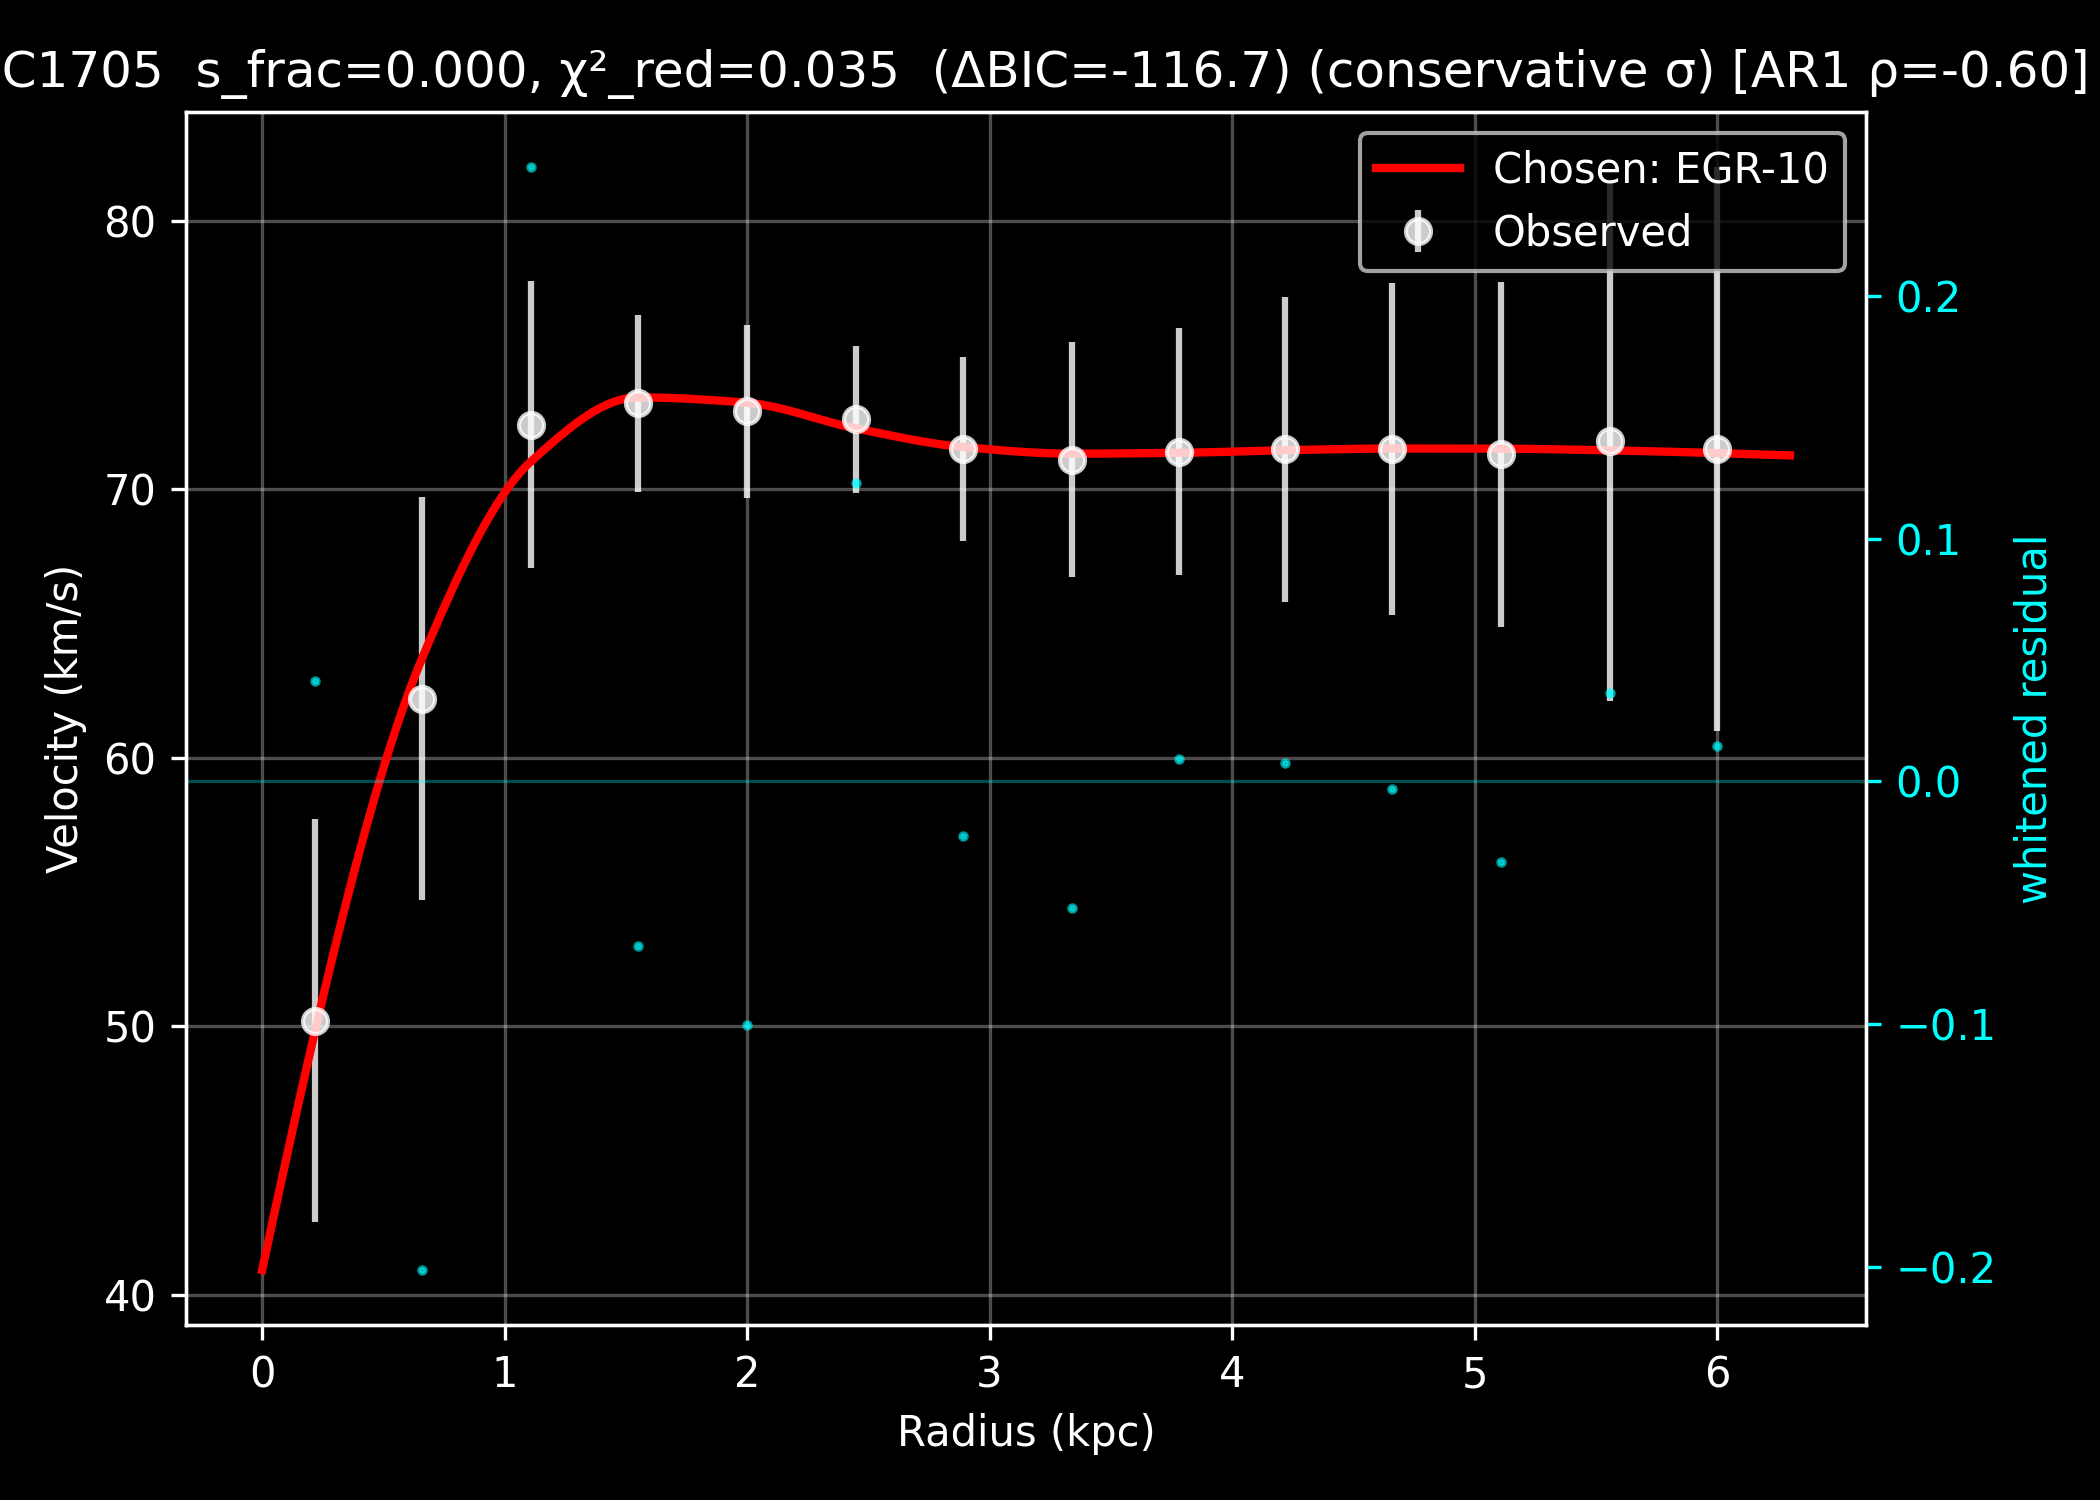 C1705 s_frac=0.000, χ²_red=0.035 (ΔBIC=-116.7) (conservative σ) [AR1 ρ=-0.60]
Chosen: EGR-10
Observed
80
70
60
50
40
Velocity (km/s)
0.2
0.1
0.0
−0.1
−0.2
whitened residual
0 1 2 3 4 5 6
Radius (kpc)